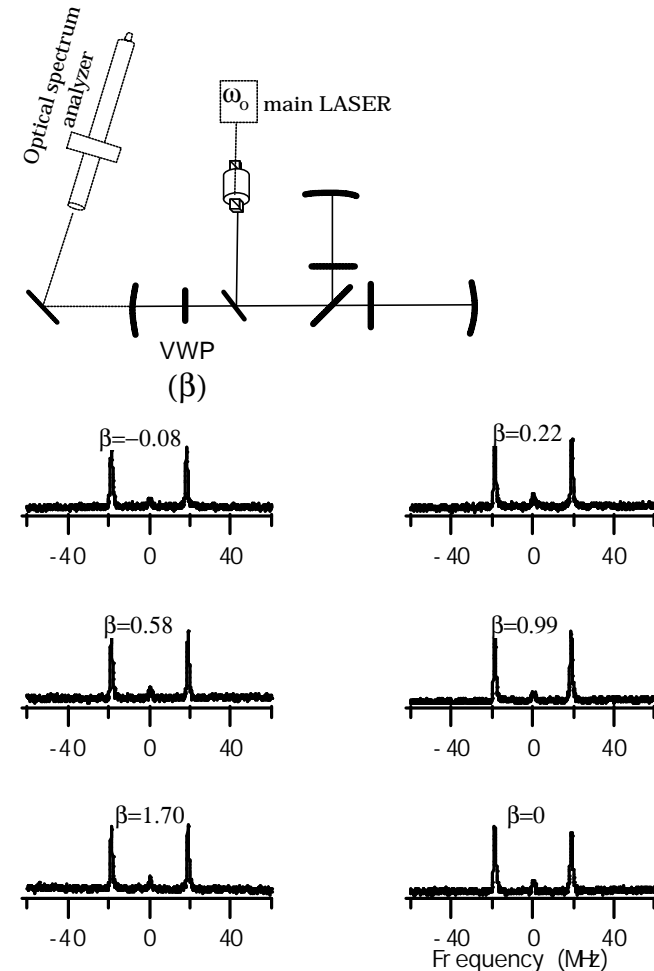 Optical spectrum
analyzer
ω₀ main LASER
VWP
(β)
β=–0.08
β=0.22
-40 0 40
-40 0 40
β=0.58
β=0.99
-40 0 40
-40 0 40
β=1.70
β=0
-40 0 40
-40 0 40
Frequency (MHz)